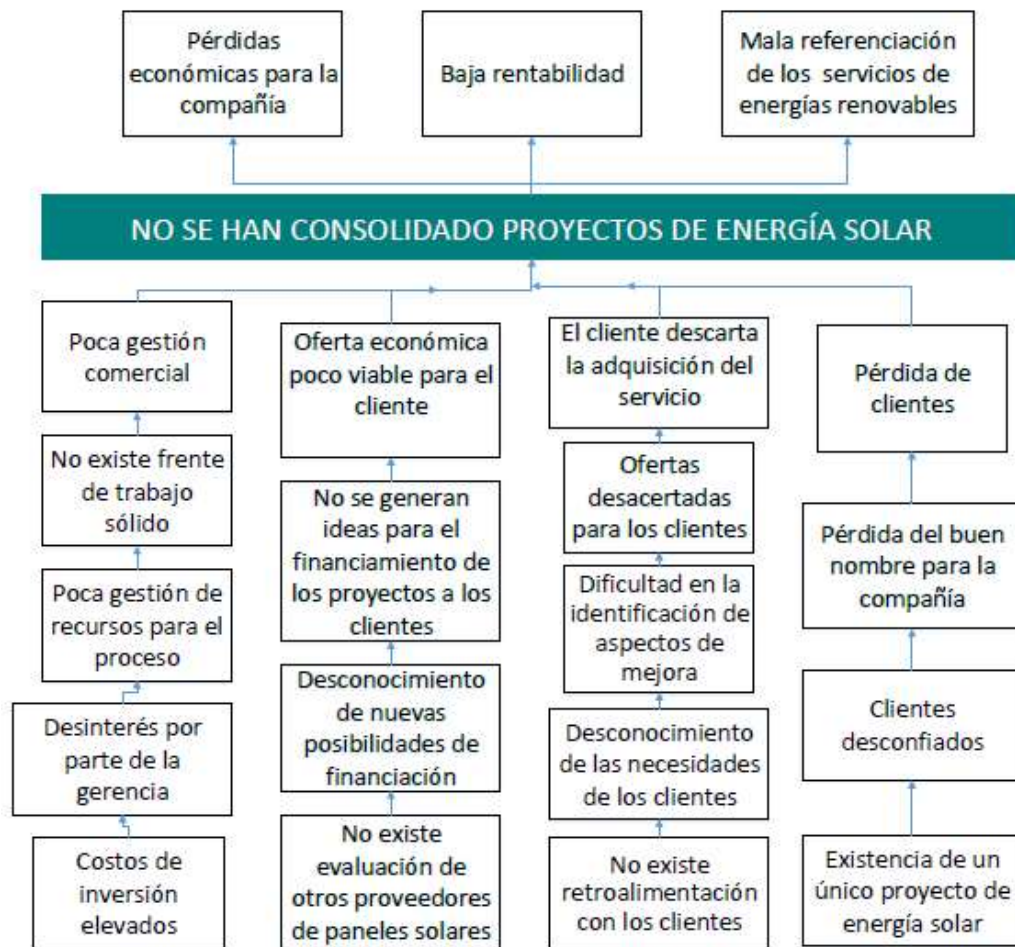 Pérdidas
económicas para la
compañía
Baja rentabilidad
Mala referenciación
de los servicios de
energías renovables
NO SE HAN CONSOLIDADO PROYECTOS DE ENERGÍA SOLAR
Poca gestión
comercial
No existe frente
de trabajo
sólido
Poca gestión de
recursos para el
proceso
Desinterés por
parte de la
gerencia
Costos de
inversión
elevados
Oferta económica
poco viable para el
cliente
No se generan
ideas para el
financiamiento de
los proyectos a los
clientes
Desconocimiento
de nuevas
posibilidades de
financiación
No existe
evaluación de
otros proveedores
de paneles solares
El cliente descarta
la adquisición del
servicio
Ofertas
desacertadas
para los clientes
Dificultad en la
identificación de
aspectos de
mejora
Desconocimiento
de las necesidades
de los clientes
No existe
retroalimentación
con los clientes
Pérdida de
clientes
Pérdida del buen
nombre para la
compañía
Clientes
desconfiados
Existencia de un
único proyecto de
energía solar